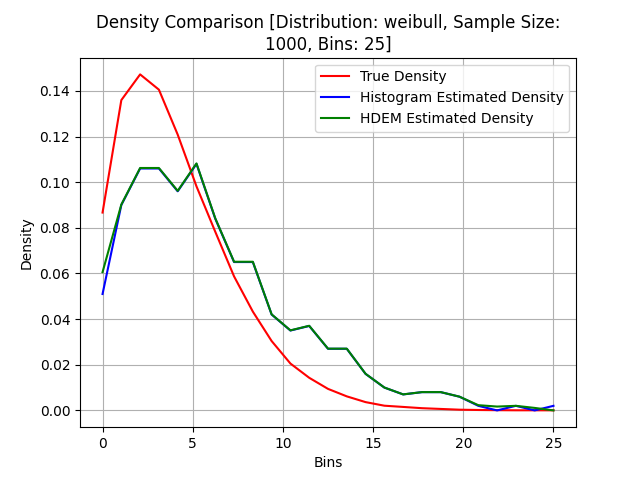 Density Comparison [Distribution: weibull, Sample Size:
1000, Bins: 25]
True Density
Histogram Estimated Density
HDEM Estimated Density
Density
0.14
0.12
0.10
0.08
0.06
0.04
0.02
0.00
0 5 10 15 20 25
Bins